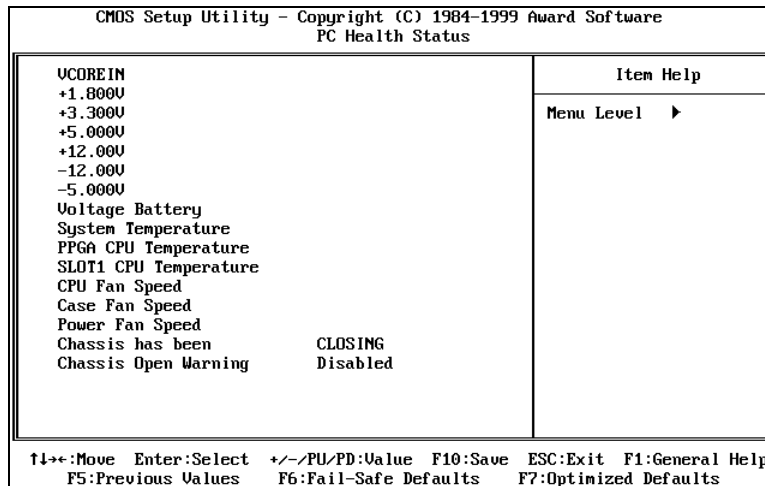 CMOS Setup Utility - Copyright (C) 1984-1999 Award Software
PC Health Status
VCOREIN
+1.800V
+3.300V
+5.000V
+12.00V
-12.00V
-5.000V
Voltage Battery
System Temperature
PPGA CPU Temperature
SLOT1 CPU Temperature
CPU Fan Speed
Case Fan Speed
Power Fan Speed
Chassis has been CLOSING
Chassis Open Warning Disabled
Item Help
Menu Level ▶
↑↓→←:Move Enter:Select +/-/PU/PD:Value F10:Save ESC:Exit F1:General Help
F5:Previous Values F6:Fail-Safe Defaults F7:Optimized Defaults